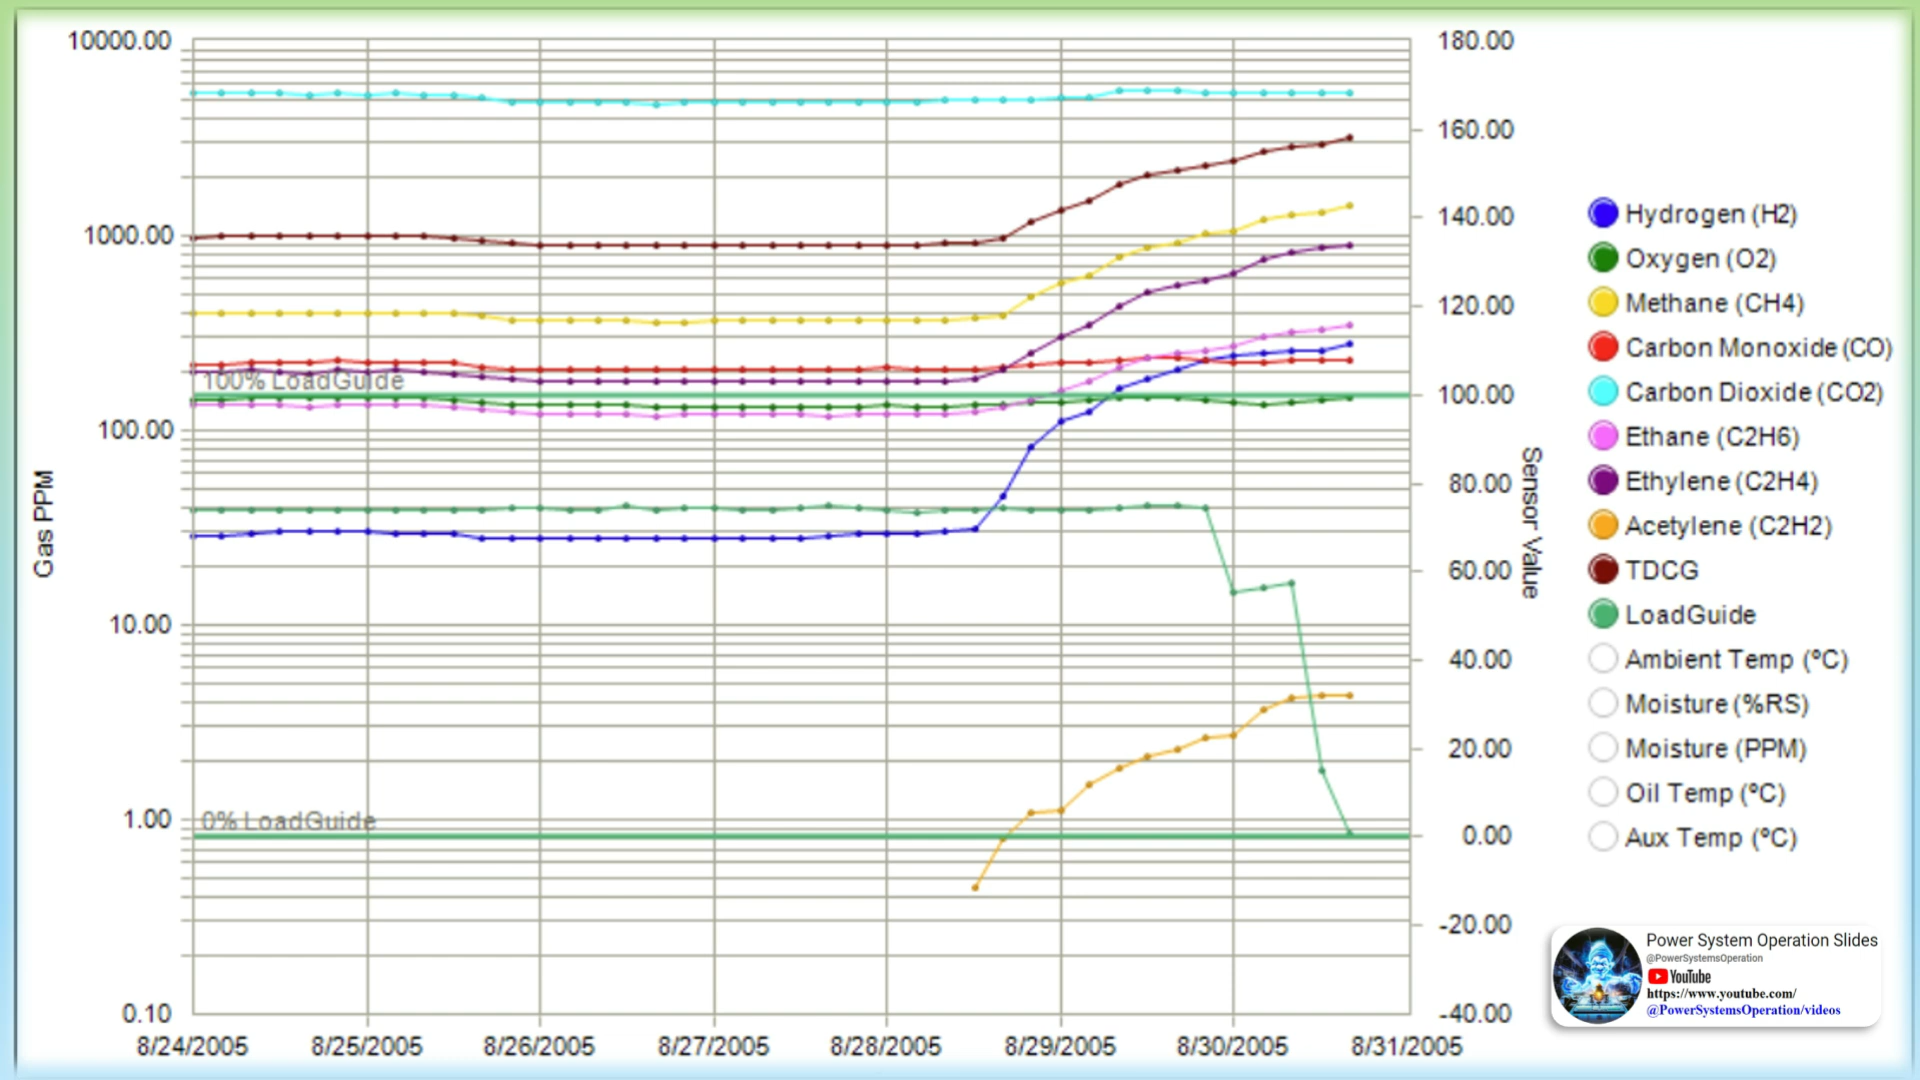 10000.00
1000.00
100.00
10.00
1.00
0.10
Gas PPM
100% LoadGuide
0% LoadGuide
8/24/2005
8/25/2005
8/26/2005
8/27/2005
8/28/2005
8/29/2005
8/30/2005
8/31/2005
180.00
160.00
140.00
120.00
100.00
80.00
60.00
40.00
20.00
0.00
-20.00
-40.00
Sensor Value
Hydrogen (H2)
Oxygen (O2)
Methane (CH4)
Carbon Monoxide (CO)
Carbon Dioxide (CO2)
Ethane (C2H6)
Ethylene (C2H4)
Acetylene (C2H2)
TDCG
LoadGuide
Ambient Temp (ºC)
Moisture (%RS)
Moisture (PPM)
Oil Temp (ºC)
Aux Temp (ºC)
Power System Operation Slides
@PowerSystemsOperation
YouTube
https://www.youtube.com/
@PowerSystemsOperation/videos